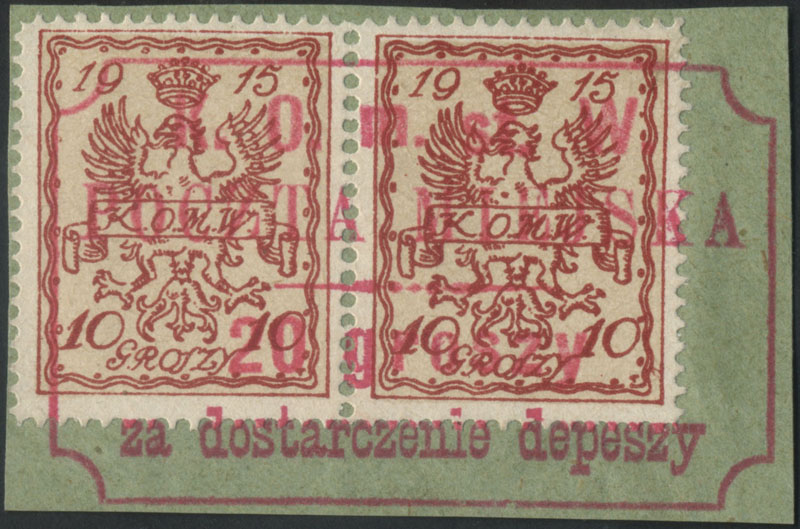 19 15
K.O.M.W.
10 10
GROSZY
19 15
K.O.M.W.
10 10
GROSZY
K. O. m. st. W
POCZTA MIEJSKA
20 groszy
za dostarczenie depeszy